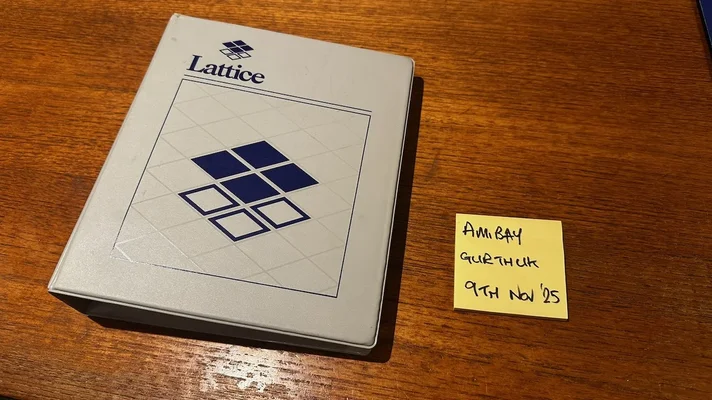 Lattice
AMIBAY
GURTHUK
9TH NOV '25